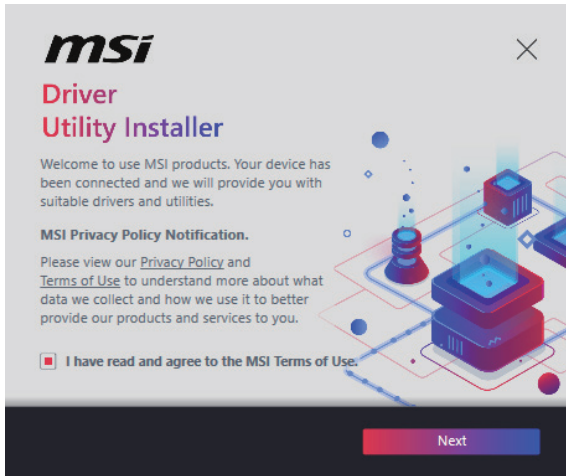 msi
Driver
Utility Installer
Welcome to use MSI products. Your device has
been connected and we will provide you with
suitable drivers and utilities.
MSI Privacy Policy Notification.
Please view our Privacy Policy and
Terms of Use to understand more about what
data we collect and how we use it to better
provide our products and services to you.
I have read and agree to the MSI Terms of Use.
Next